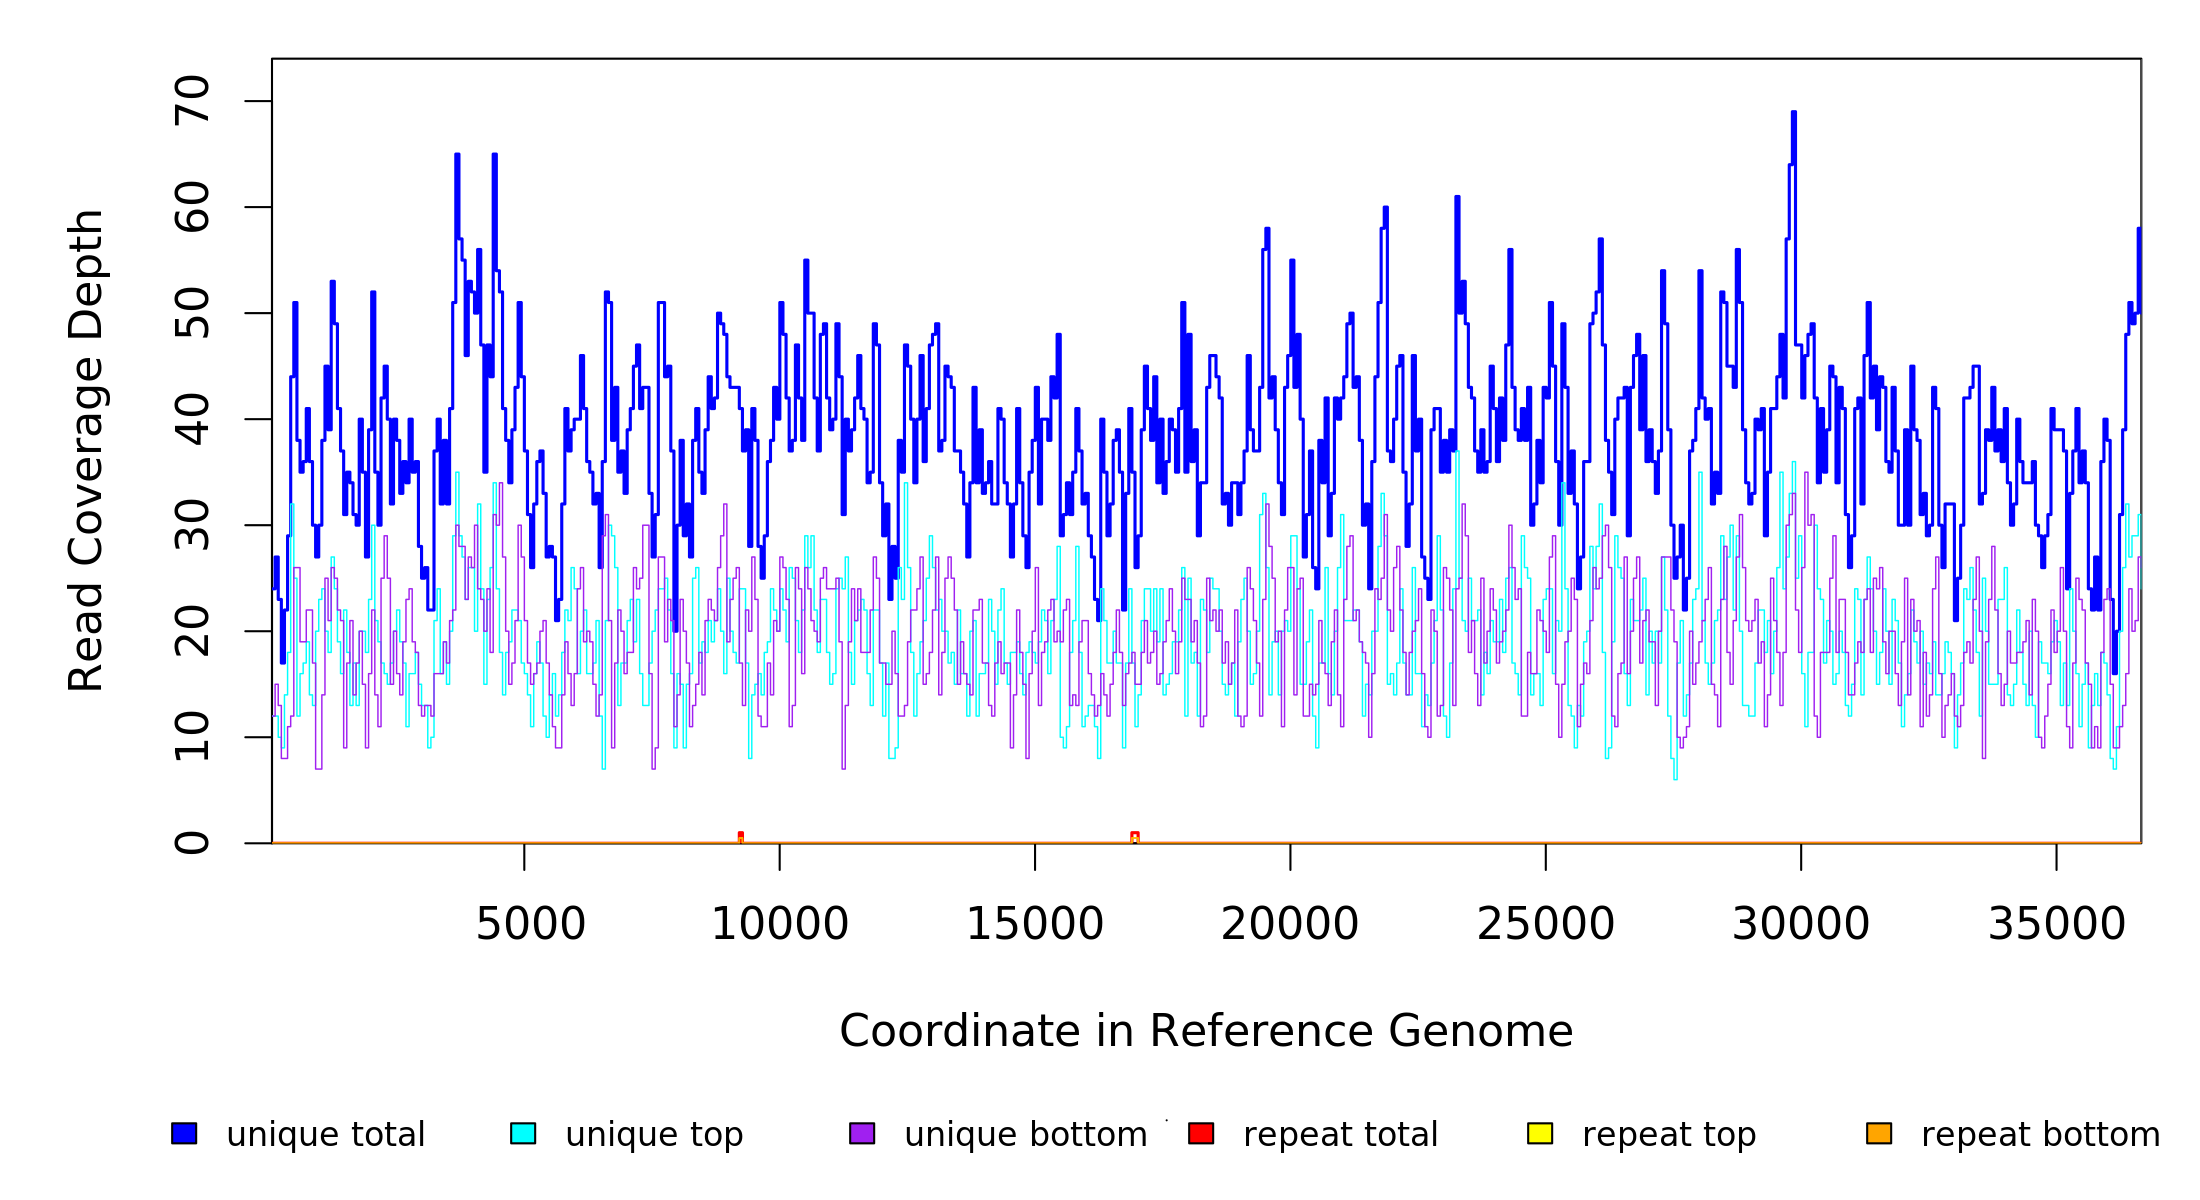 70
60
50
40
30
20
10
0
Read Coverage Depth
5000 10000 15000 20000 25000 30000 35000
Coordinate in Reference Genome
unique total unique top unique bottom repeat total repeat top repeat bottom